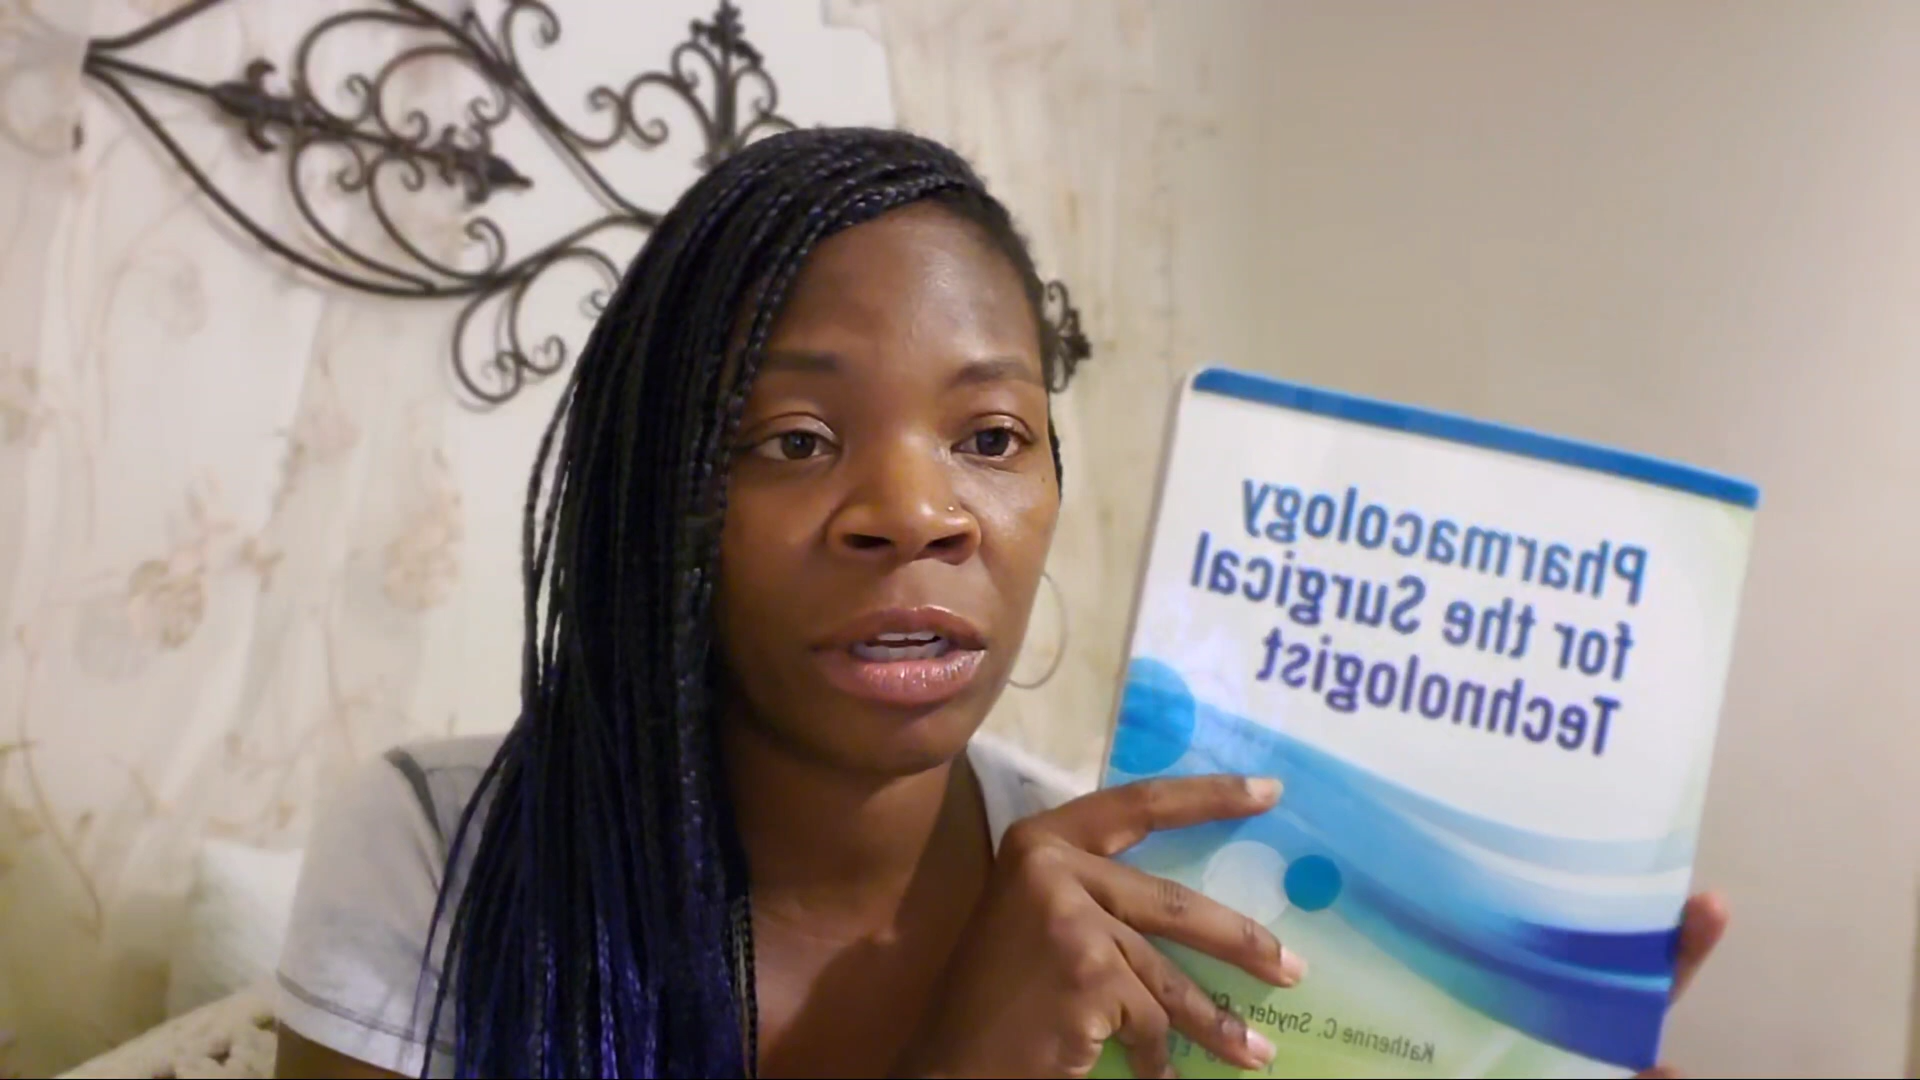 Pharmacology
for the Surgical
Technologist
Katherine C. Snyder,